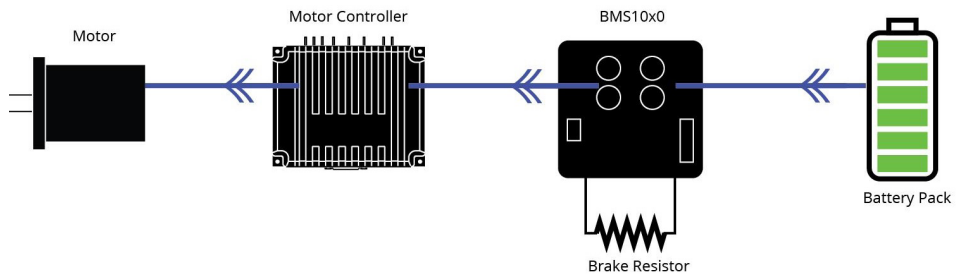 Motor
Motor Controller
BMS10x0
Battery Pack
Brake Resistor